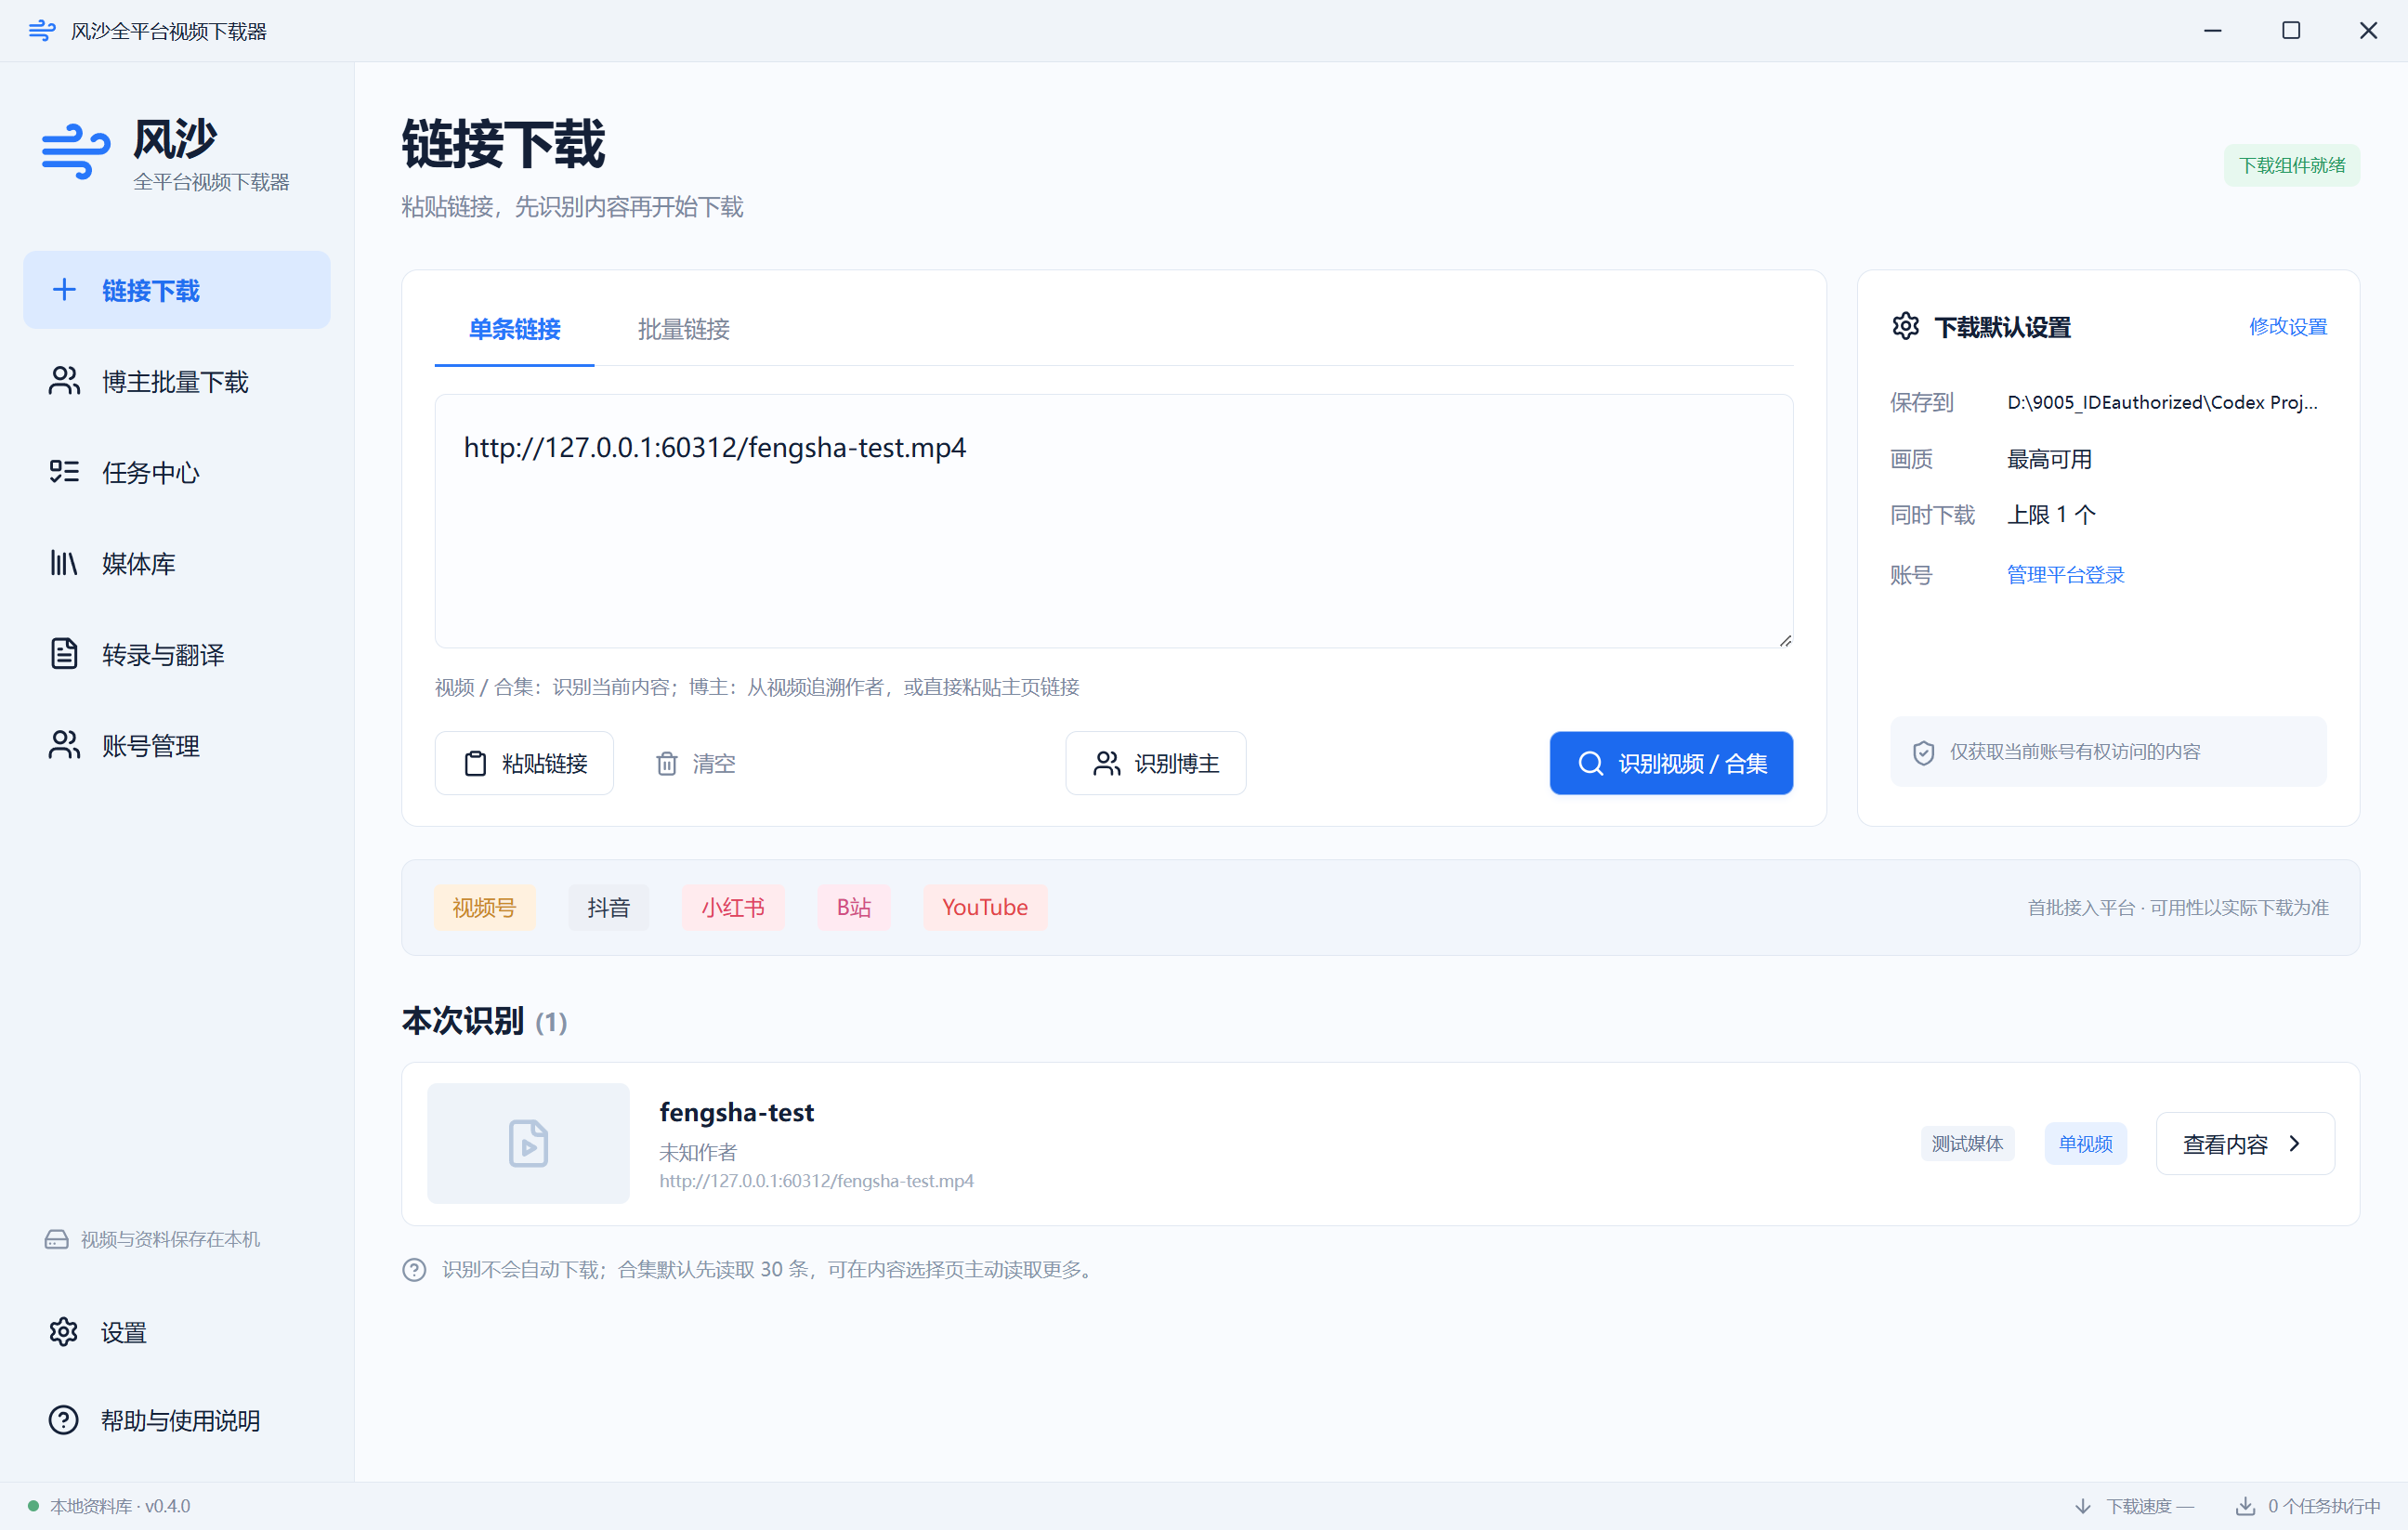 风沙全平台视频下载器
风沙
全平台视频下载器
链接下载
博主批量下载
任务中心
媒体库
转录与翻译
账号管理
视频与资料保存在本机
设置
帮助与使用说明
链接下载
粘贴链接，先识别内容再开始下载
下载组件就绪
单条链接 批量链接
http://127.0.0.1:60312/fengsha-test.mp4
视频 / 合集：识别当前内容；博主：从视频追溯作者，或直接粘贴主页链接
粘贴链接 清空 识别博主 识别视频 / 合集
下载默认设置 修改设置
保存到 D:\9005_IDEauthorized\Codex Proj...
画质 最高可用
同时下载 上限 1 个
账号 管理平台登录
仅获取当前账号有权访问的内容
视频号 抖音 小红书 B站 YouTube 首批接入平台 · 可用性以实际下载为准
本次识别 (1)
fengsha-test
未知作者
http://127.0.0.1:60312/fengsha-test.mp4
测试媒体 单视频 查看内容
识别不会自动下载；合集默认先读取 30 条，可在内容选择页主动读取更多。
本地资料库 · v0.4.0 下载速度 — 0 个任务执行中